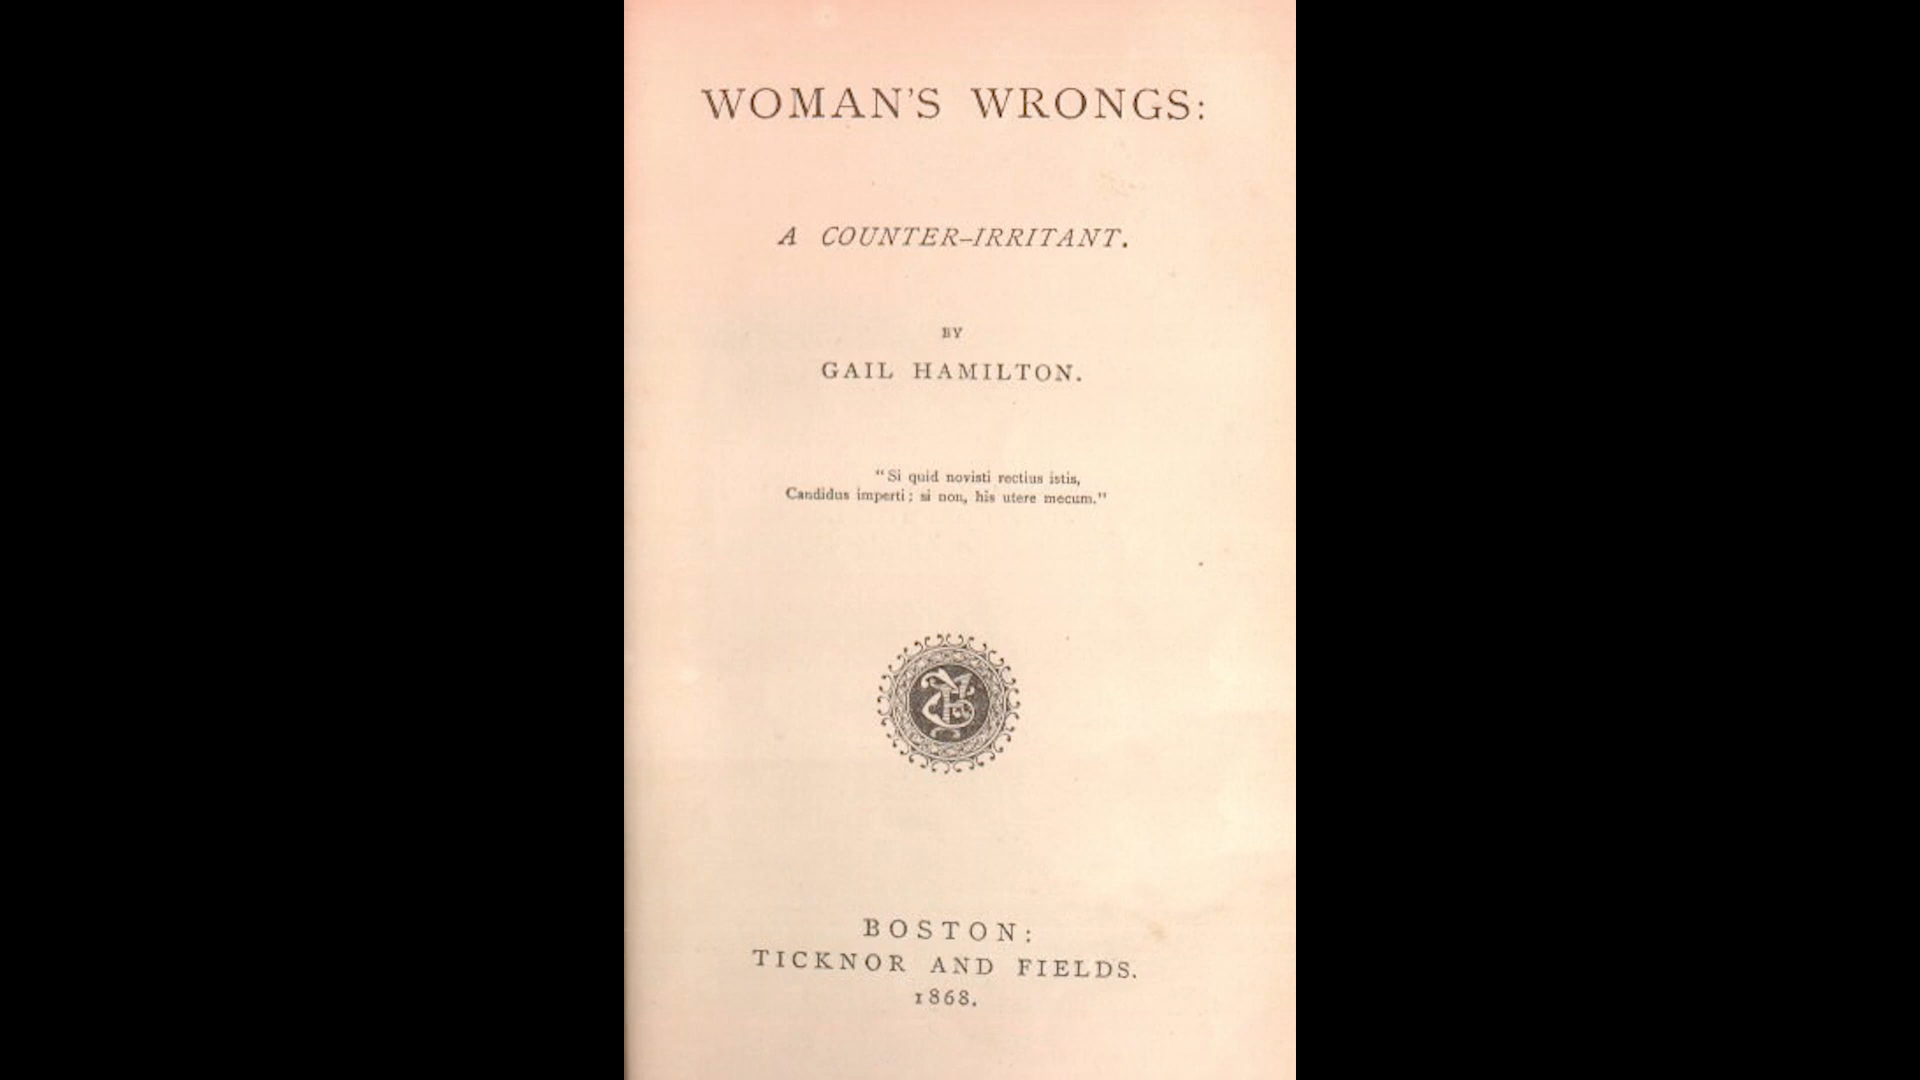 WOMAN'S WRONGS:
A COUNTER-IRRITANT.
BY
GAIL HAMILTON.
"Si quid novisti rectius istis,
Candidus imperti; si non, his utere mecum."
BOSTON:
TICKNOR AND FIELDS.
1868.